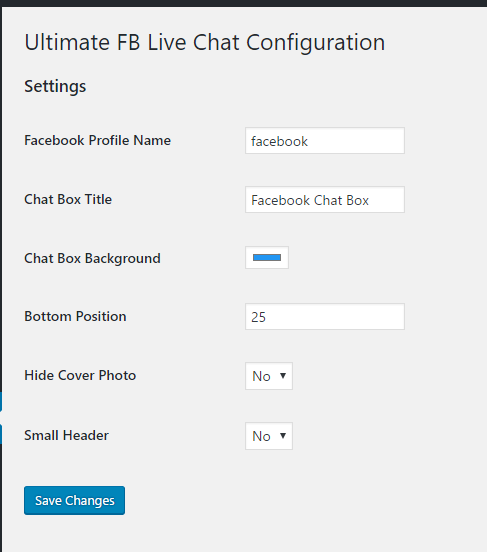 Ultimate FB Live Chat Configuration
Settings
Facebook Profile Name facebook
Chat Box Title Facebook Chat Box
Chat Box Background
Bottom Position 25
Hide Cover Photo No
Small Header No
Save Changes